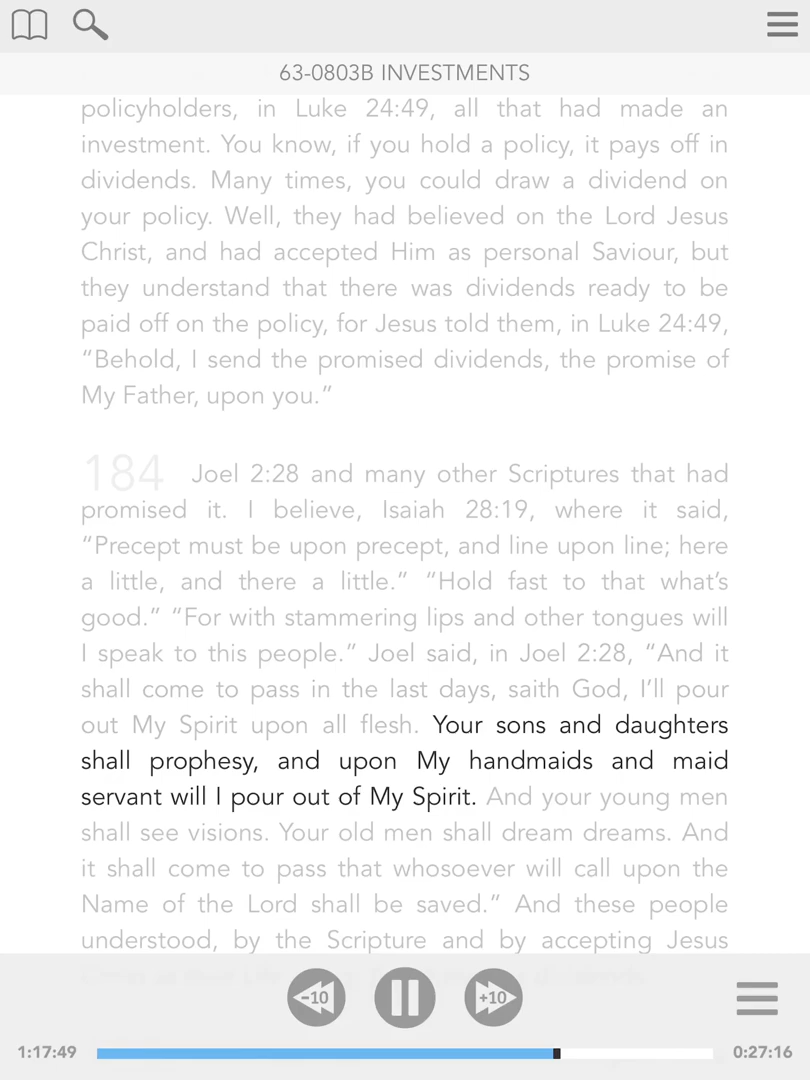 63-0803B INVESTMENTS
policyholders, in Luke 24:49, all that had made an
investment. You know, if you hold a policy, it pays off in
dividends. Many times, you could draw a dividend on
your policy. Well, they had believed on the Lord Jesus
Christ, and had accepted Him as personal Saviour, but
they understand that there was dividends ready to be
paid off on the policy, for Jesus told them, in Luke 24:49,
“Behold, I send the promised dividends, the promise of
My Father, upon you.”
184 Joel 2:28 and many other Scriptures that had
promised it. I believe, Isaiah 28:19, where it said,
“Precept must be upon precept, and line upon line; here
a little, and there a little.” “Hold fast to that what’s
good.” “For with stammering lips and other tongues will
I speak to this people.” Joel said, in Joel 2:28, “And it
shall come to pass in the last days, saith God, I’ll pour
out My Spirit upon all flesh. Your sons and daughters
shall prophesy, and upon My handmaids and maid
servant will I pour out of My Spirit. And your young men
shall see visions. Your old men shall dream dreams. And
it shall come to pass that whosoever will call upon the
Name of the Lord shall be saved.” And these people
understood, by the Scripture and by accepting Jesus
-10 +10
1:17:49 0:27:16